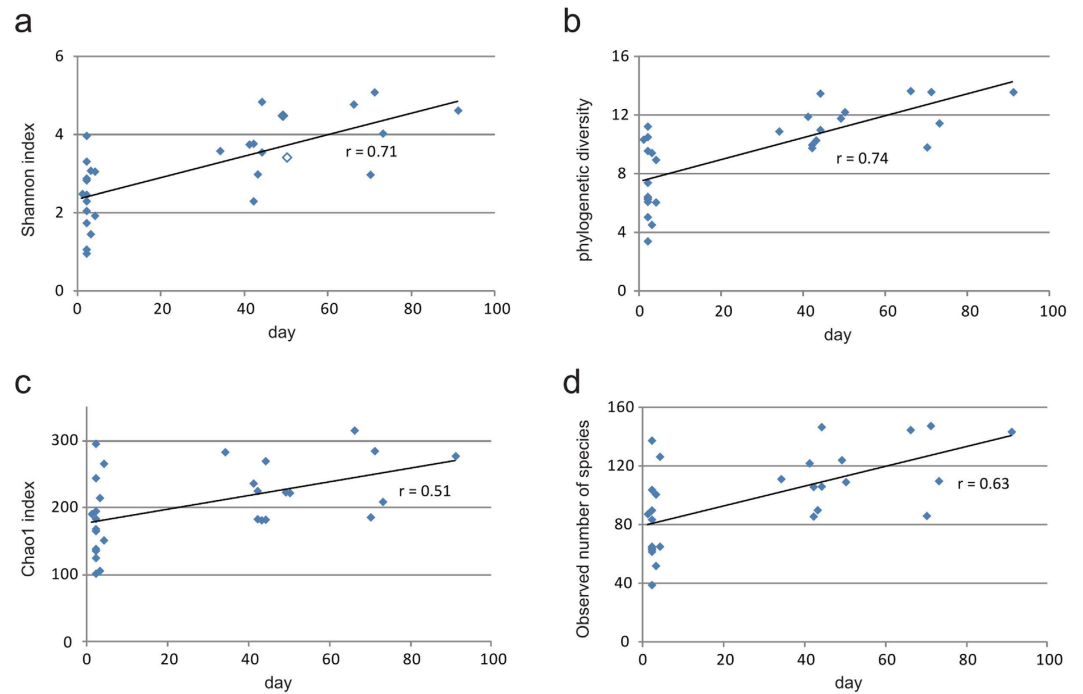 a
Shannon index
6
4
2
0
r = 0.71
0 20 40 60 80 100
day
b
phylogenetic diversity
16
12
8
4
0
r = 0.74
0 20 40 60 80 100
day
c
Chao1 index
300
200
100
0
r = 0.51
0 20 40 60 80 100
day
d
Observed number of species
160
120
80
40
0
r = 0.63
0 20 40 60 80 100
day